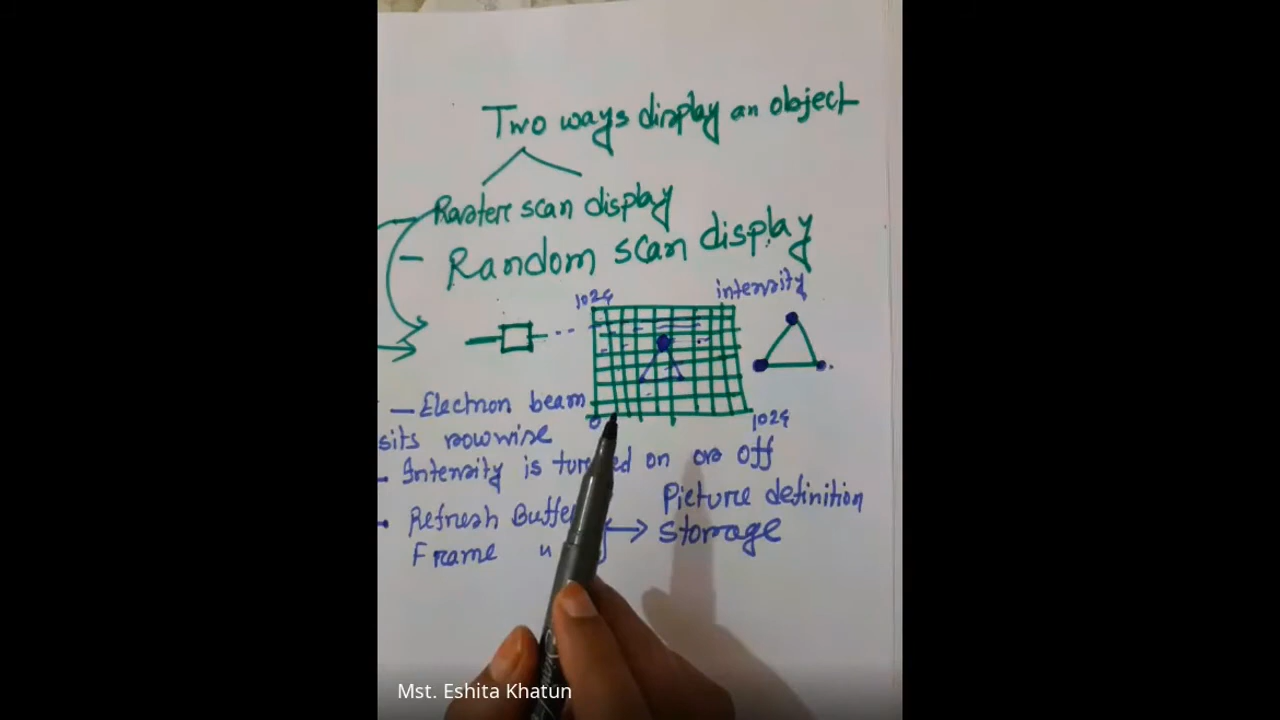 Two ways display an object
Raster scan display
- Random scan display
1024
intensity
0
1024
- Electron beam
sits rowwise
- Intensity is turned on or off
Refresh Buffer
Frame "
Picture definition
storage
Mst. Eshita Khatun